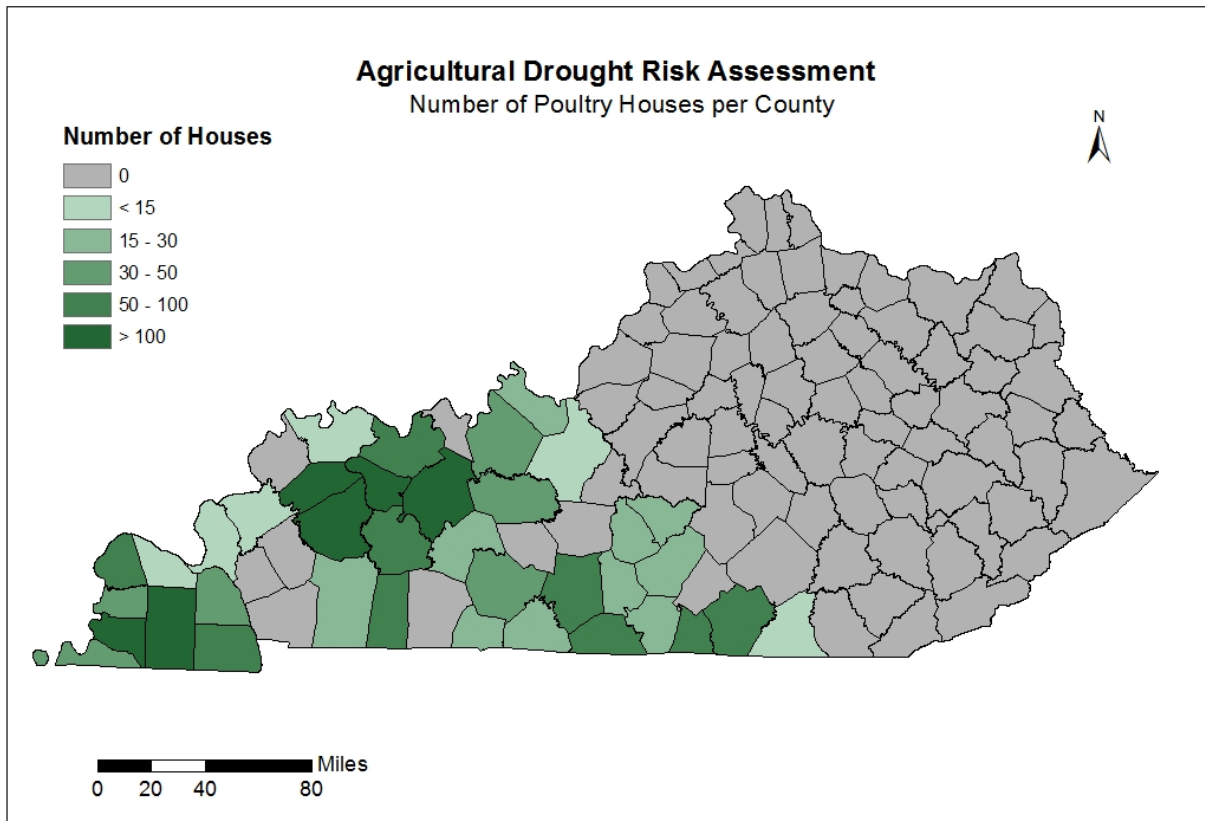 Agricultural Drought Risk Assessment
Number of Poultry Houses per County
Number of Houses
0
< 15
15 - 30
30 - 50
50 - 100
> 100
N
Miles
0 20 40 80